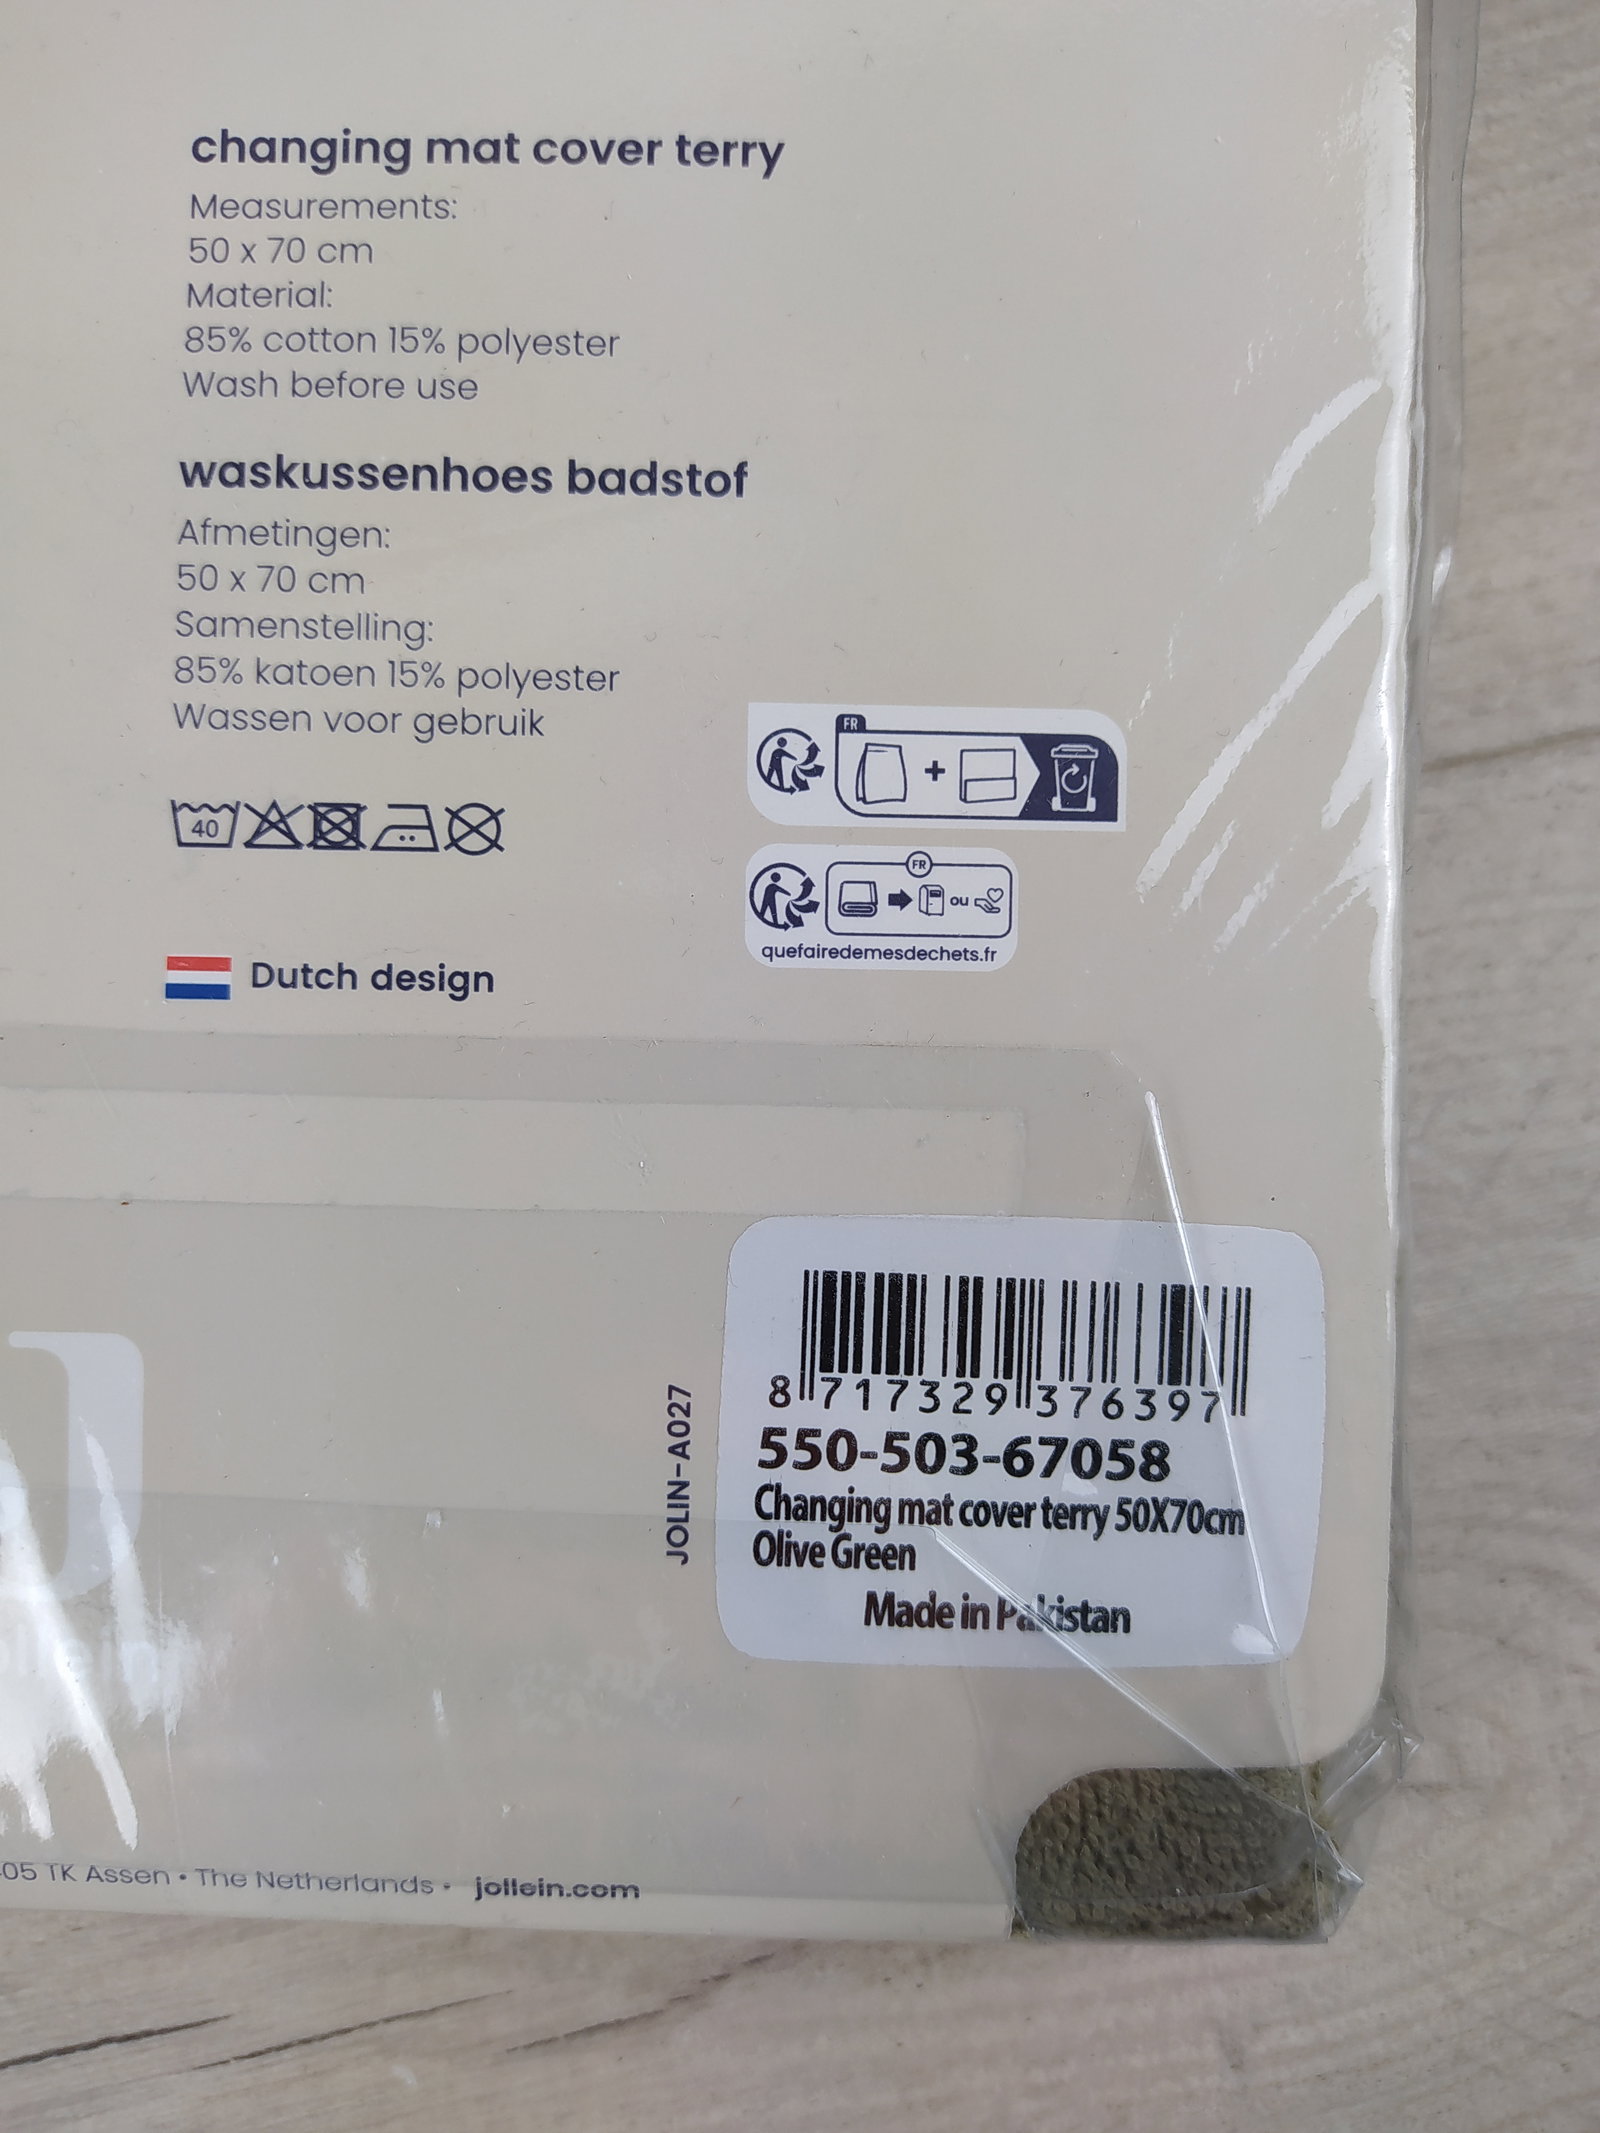 changing mat cover terry
Measurements:
50 x 70 cm
Material:
85% cotton 15% polyester
Wash before use
waskussenhoes badstof
Afmetingen:
50 x 70 cm
Samenstelling:
85% katoen 15% polyester
Wassen voor gebruik
40
FR
+
FR
ou
quefairedemesdechets.fr
Dutch design
8 717329 376397
550-503-67058
Changing mat cover terry 50X70cm
Olive Green
Made in Pakistan
JOLIN-A027
05 TK Assen • The Netherlands • jollein.com